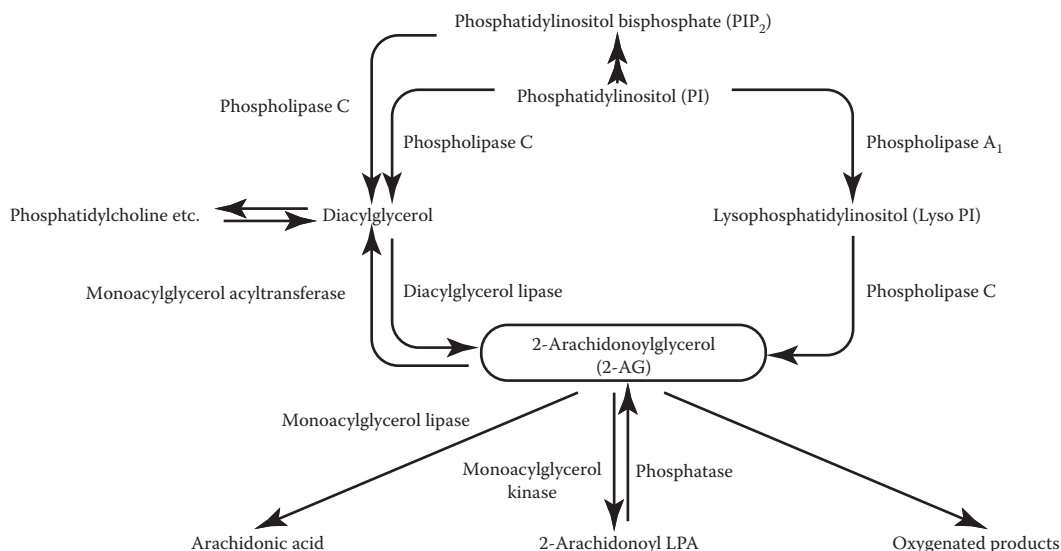 Phosphatidylinositol bisphosphate (PIP₂)
Phospholipase C
Phosphatidylinositol (PI)
Phospholipase C
Phospholipase A₁
Phosphatidylcholine etc.
Diacylglycerol
Lysophosphatidylinositol (Lyso PI)
Monoacylglycerol acyltransferase
Diacylglycerol lipase
Phospholipase C
2-Arachidonoylglycerol
(2-AG)
Monoacylglycerol lipase
Monoacylglycerol
kinase
Phosphatase
Arachidonic acid
2-Arachidonoyl LPA
Oxygenated products